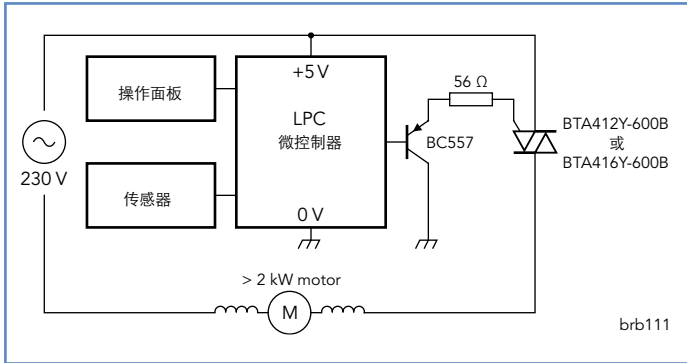 +5 V
56 Ω
操作面板
LPC
微控制器
BTA412Y-600B
或
BTA416Y-600B
BC557
230 V
传感器
0 V
> 2 kW motor
M
brb111